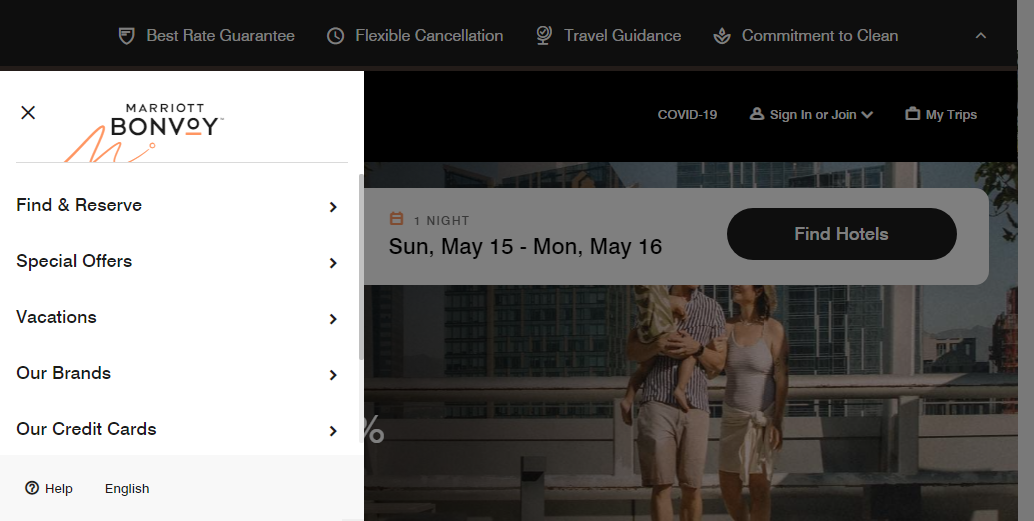 Best Rate Guarantee Flexible Cancellation Travel Guidance Commitment to Clean
MARRIOTT
BONVOY™
COVID-19 Sign In or Join My Trips
Find & Reserve
Special Offers
Vacations
Our Brands
Our Credit Cards
Help English
1 NIGHT
Sun, May 15 - Mon, May 16
Find Hotels
%